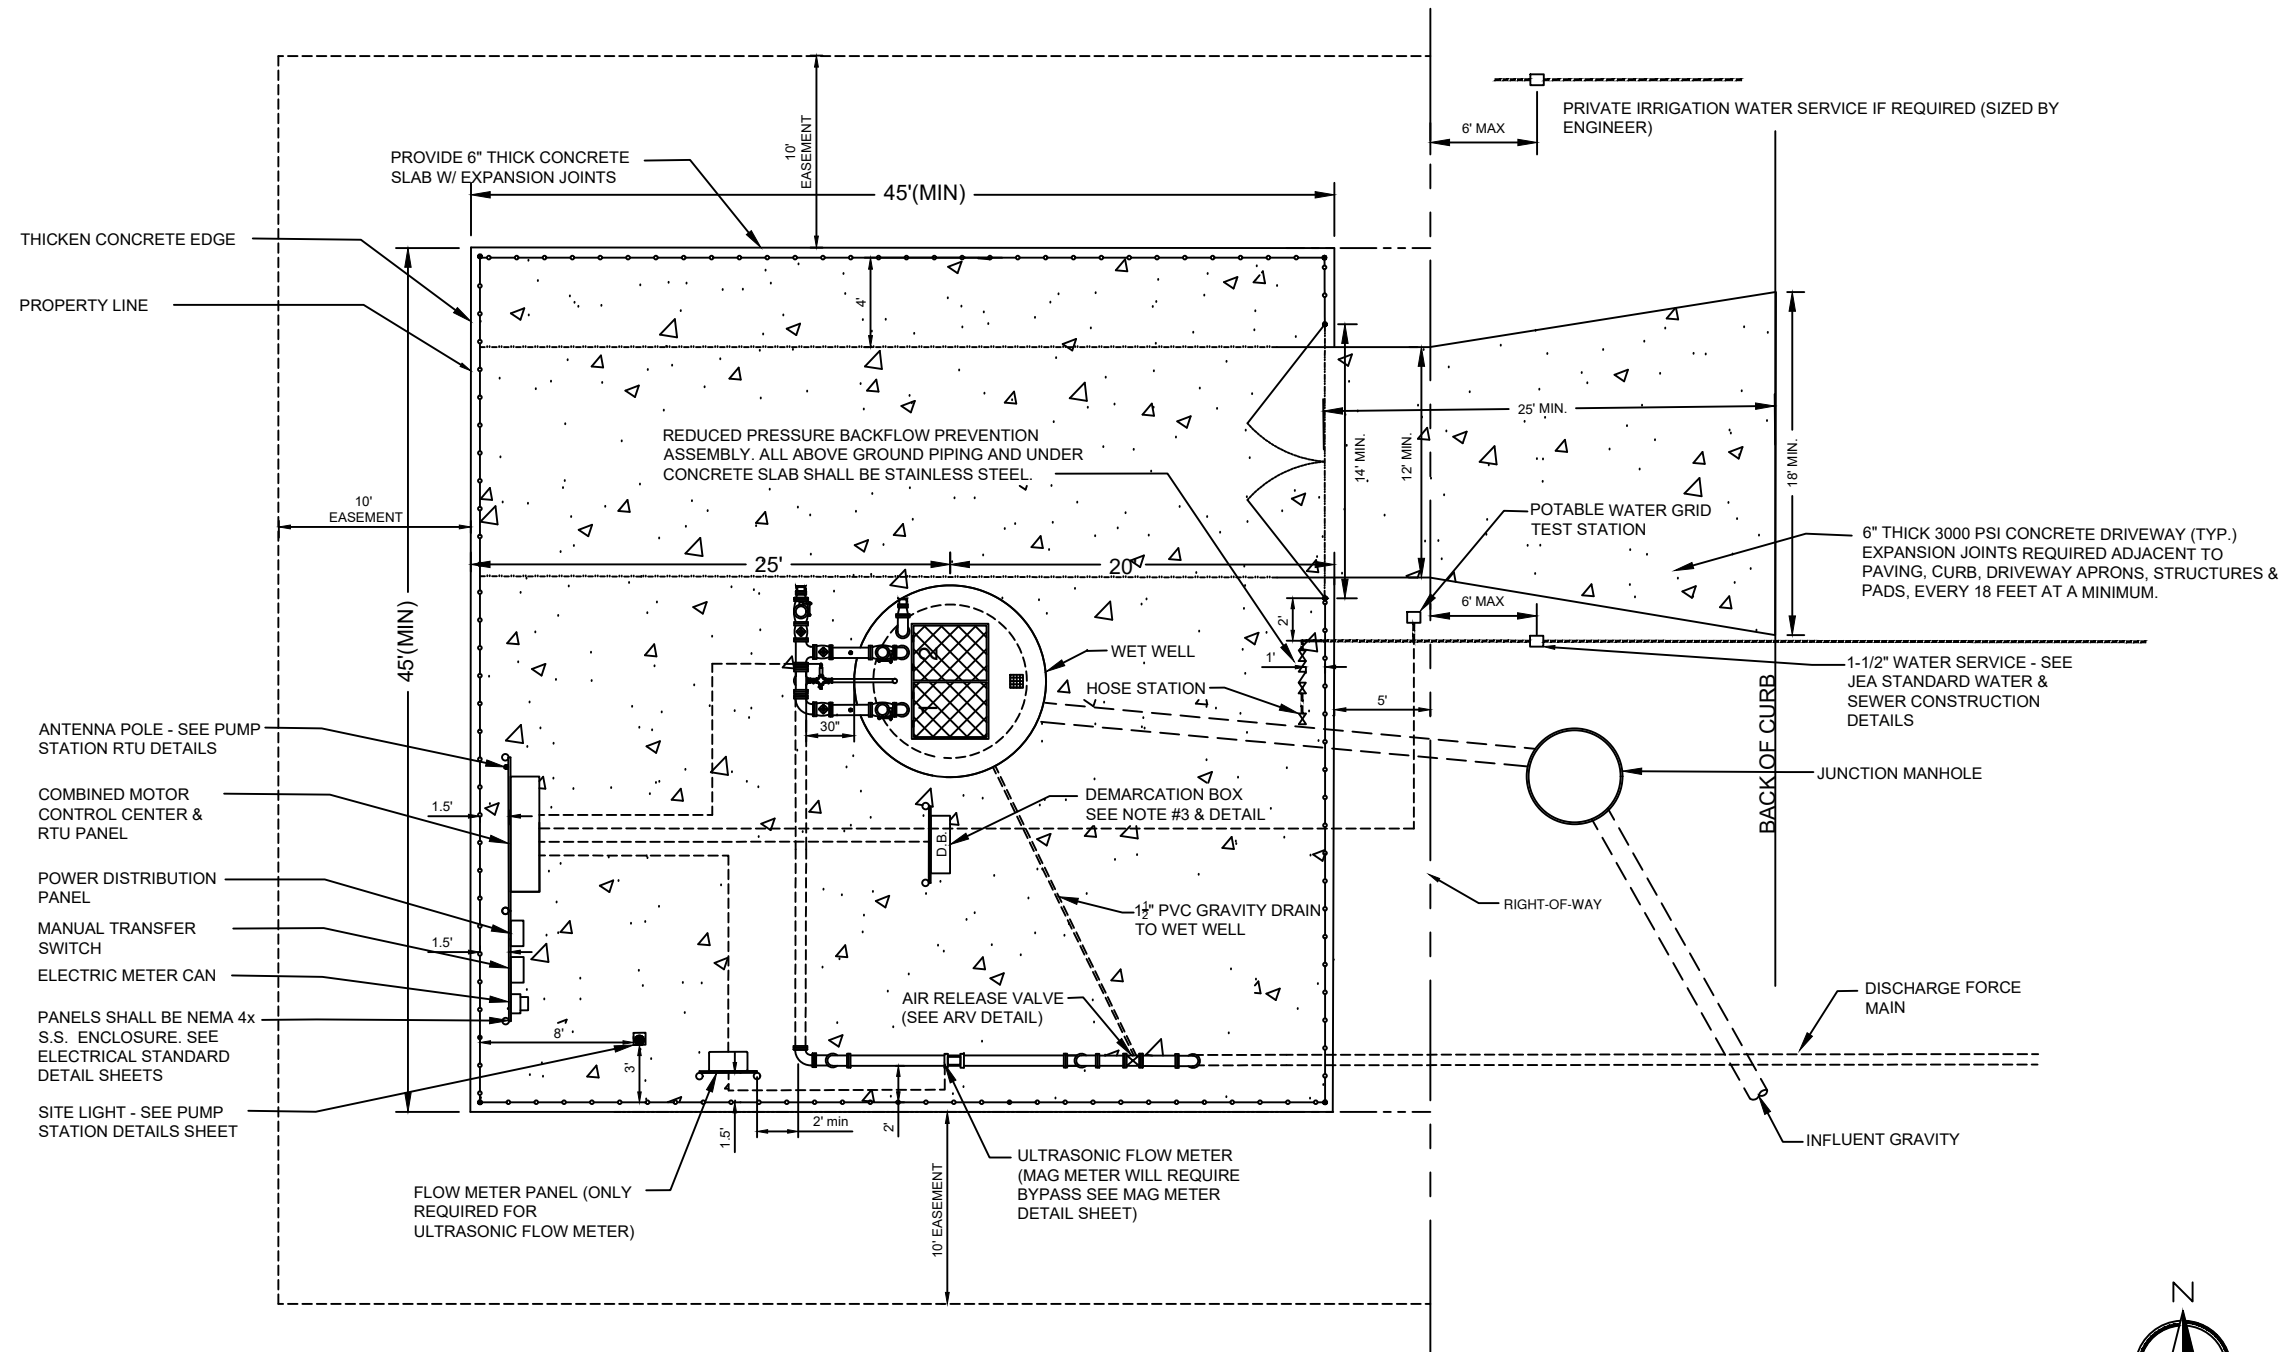 PRIVATE IRRIGATION WATER SERVICE IF REQUIRED (SIZED BY
ENGINEER)
6' MAX
10'
EASEMENT
PROVIDE 6" THICK CONCRETE
SLAB W/ EXPANSION JOINTS
45'(MIN)
THICKEN CONCRETE EDGE
PROPERTY LINE
4'
25' MIN.
14' MIN.
12' MIN.
18' MIN.
REDUCED PRESSURE BACKFLOW PREVENTION
ASSEMBLY. ALL ABOVE GROUND PIPING AND UNDER
CONCRETE SLAB SHALL BE STAINLESS STEEL.
10'
EASEMENT
POTABLE WATER GRID
TEST STATION
6" THICK 3000 PSI CONCRETE DRIVEWAY (TYP.)
EXPANSION JOINTS REQUIRED ADJACENT TO
PAVING, CURB, DRIVEWAY APRONS, STRUCTURES &
PADS, EVERY 18 FEET AT A MINIMUM.
25'
20'
6' MAX
2'
45'(MIN)
WET WELL
1'
1-1/2" WATER SERVICE - SEE
JEA STANDARD WATER &
SEWER CONSTRUCTION
DETAILS
HOSE STATION
5'
30"
BACK OF CURB
ANTENNA POLE - SEE PUMP
STATION RTU DETAILS
JUNCTION MANHOLE
COMBINED MOTOR
CONTROL CENTER &
RTU PANEL
1.5'
DEMARCATION BOX
SEE NOTE #3 & DETAIL
D.B.
POWER DISTRIBUTION
PANEL
1½" PVC GRAVITY DRAIN
TO WET WELL
RIGHT-OF-WAY
MANUAL TRANSFER
SWITCH
1.5'
ELECTRIC METER CAN
AIR RELEASE VALVE
(SEE ARV DETAIL)
DISCHARGE FORCE
MAIN
PANELS SHALL BE NEMA 4x
S.S. ENCLOSURE. SEE
ELECTRICAL STANDARD
DETAIL SHEETS
8'
3'
SITE LIGHT - SEE PUMP
STATION DETAILS SHEET
1.5'
2' min
2'
INFLUENT GRAVITY
ULTRASONIC FLOW METER
(MAG METER WILL REQUIRE
BYPASS SEE MAG METER
DETAIL SHEET)
FLOW METER PANEL (ONLY
REQUIRED FOR
ULTRASONIC FLOW METER)
10' EASEMENT
N